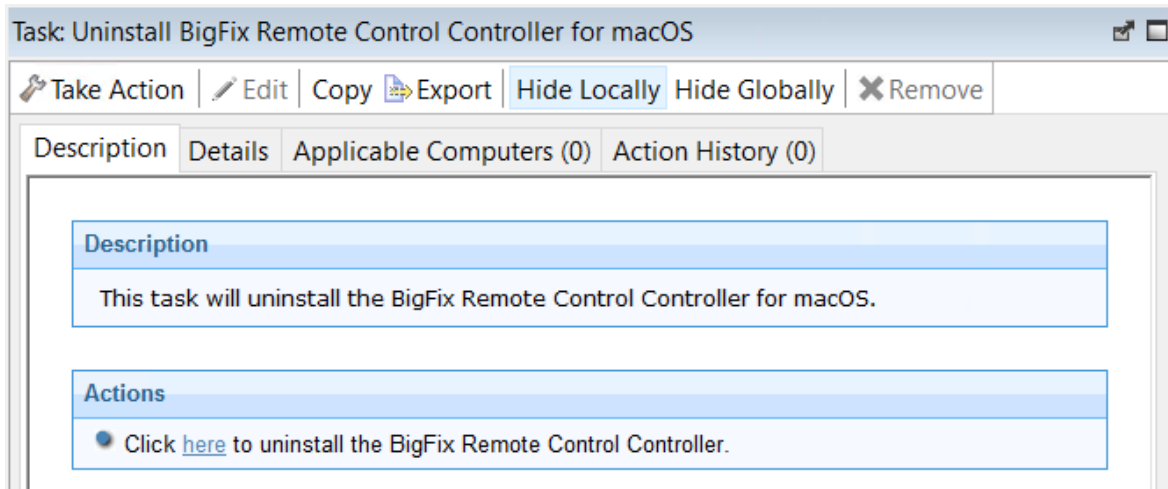 Task: Uninstall BigFix Remote Control Controller for macOS
Take Action Edit Copy Export Hide Locally Hide Globally Remove
Description Details Applicable Computers (0) Action History (0)
Description
This task will uninstall the BigFix Remote Control Controller for macOS.
Actions
Click here to uninstall the BigFix Remote Control Controller.